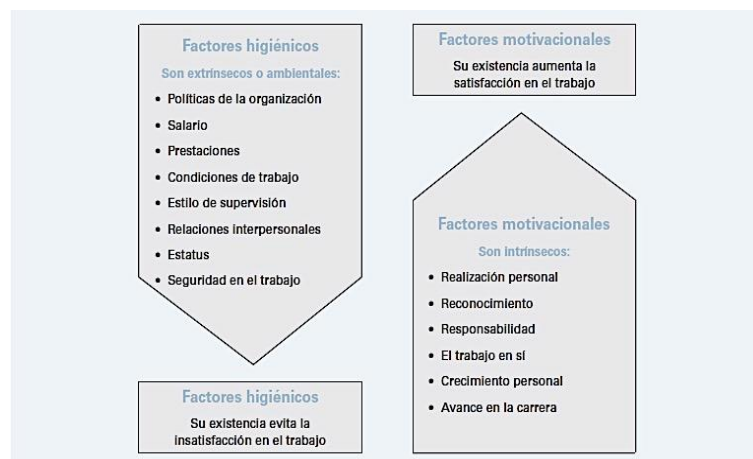 Factores higiénicos
Son extrínsecos o ambientales:
• Políticas de la organización
• Salario
• Prestaciones
• Condiciones de trabajo
• Estilo de supervisión
• Relaciones interpersonales
• Estatus
• Seguridad en el trabajo
Factores higiénicos
Su existencia evita la
insatisfacción en el trabajo
Factores motivacionales
Su existencia aumenta la
satisfacción en el trabajo
Factores motivacionales
Son intrínsecos:
• Realización personal
• Reconocimiento
• Responsabilidad
• El trabajo en sí
• Crecimiento personal
• Avance en la carrera